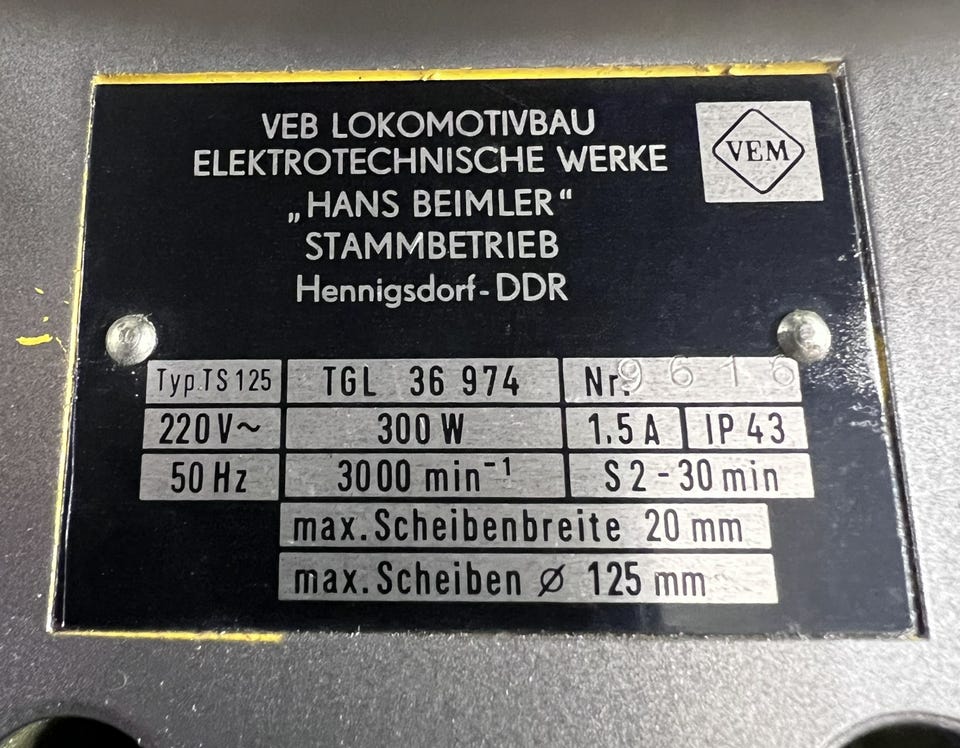 VEB LOKOMOTIVBAU
ELEKTROTECHNISCHE WERKE
„HANS BEIMLER“
STAMMBETRIEB
Hennigsdorf-DDR
VEM
Typ.TS 125 TGL 36 974 Nr. 9616
220V~ 300 W 1.5 A IP 43
50 Hz 3000 min⁻¹ S 2 - 30 min
max. Scheibenbreite 20 mm
max. Scheiben ⌀ 125 mm